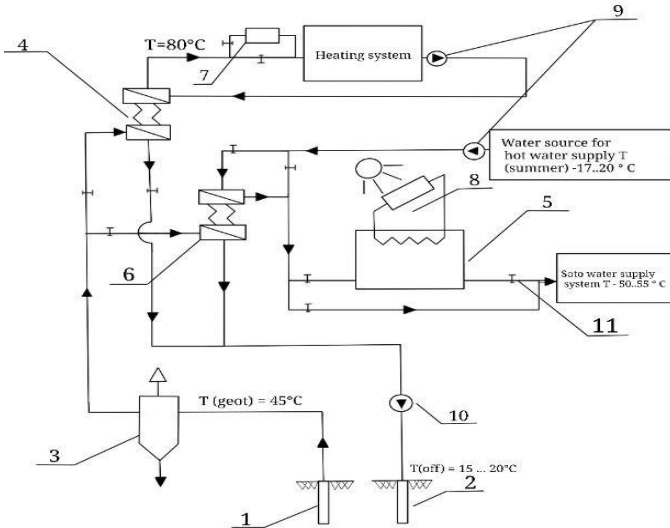 9
4
T=80°C
7
Heating system
Water source for
hot water supply T
(summer) -17..20 ° C
8
5
6
Soto water supply
system T - 50..55 ° C
11
T (geot) = 45°C
10
3
T(off) = 15 ... 20°C
1
2